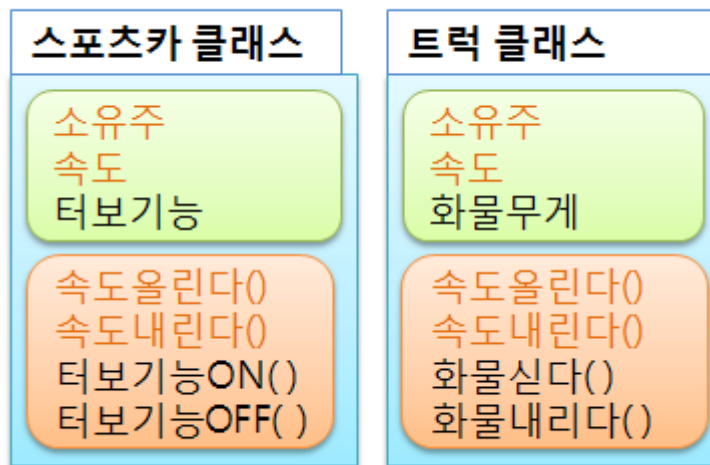 스포츠카 클래스
소유주
속도
터보기능
속도올린다()
속도내린다()
터보기능ON()
터보기능OFF( )
트럭 클래스
소유주
속도
화물무게
속도올린다()
속도내린다()
화물싣다()
화물내리다()